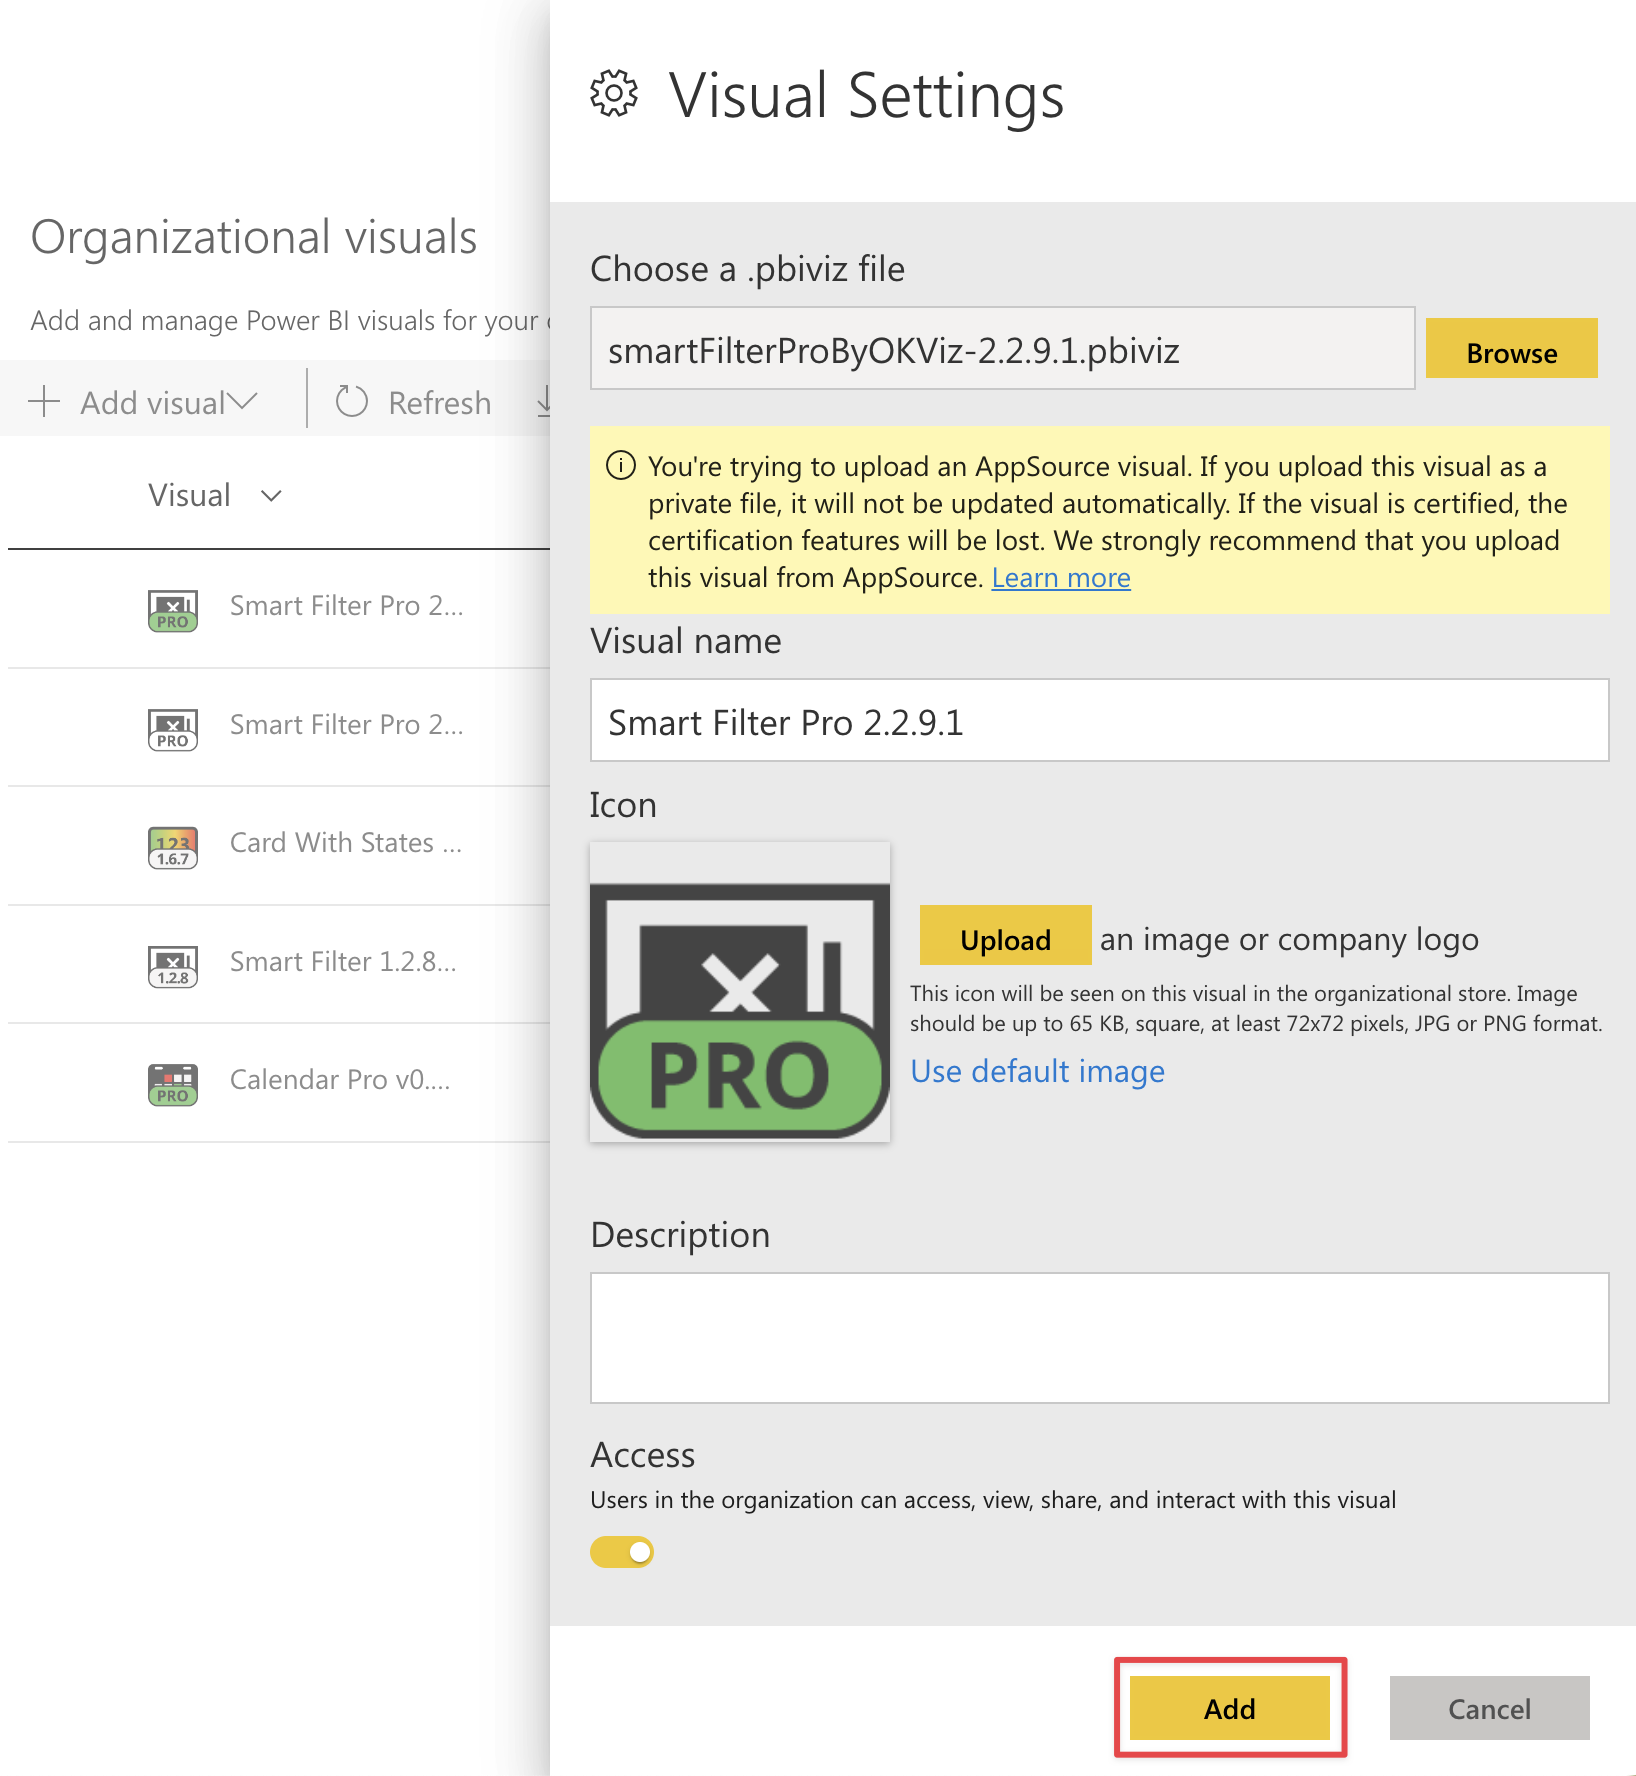 Visual Settings
Organizational visuals
Add and manage Power BI visuals for your
Add visual
Refresh
Visual
PRO
Smart Filter Pro 2...
PRO
Smart Filter Pro 2...
123
1.6.7
Card With States ...
1.2.8
Smart Filter 1.2.8...
PRO
Calendar Pro v0....
Choose a .pbiviz file
smartFilterProByOKViz-2.2.9.1.pbiviz
Browse
You're trying to upload an AppSource visual. If you upload this visual as a
private file, it will not be updated automatically. If the visual is certified, the
certification features will be lost. We strongly recommend that you upload
this visual from AppSource. Learn more
Visual name
Smart Filter Pro 2.2.9.1
Icon
PRO
Upload an image or company logo
This icon will be seen on this visual in the organizational store. Image
should be up to 65 KB, square, at least 72x72 pixels, JPG or PNG format.
Use default image
Description
Access
Users in the organization can access, view, share, and interact with this visual
Add
Cancel